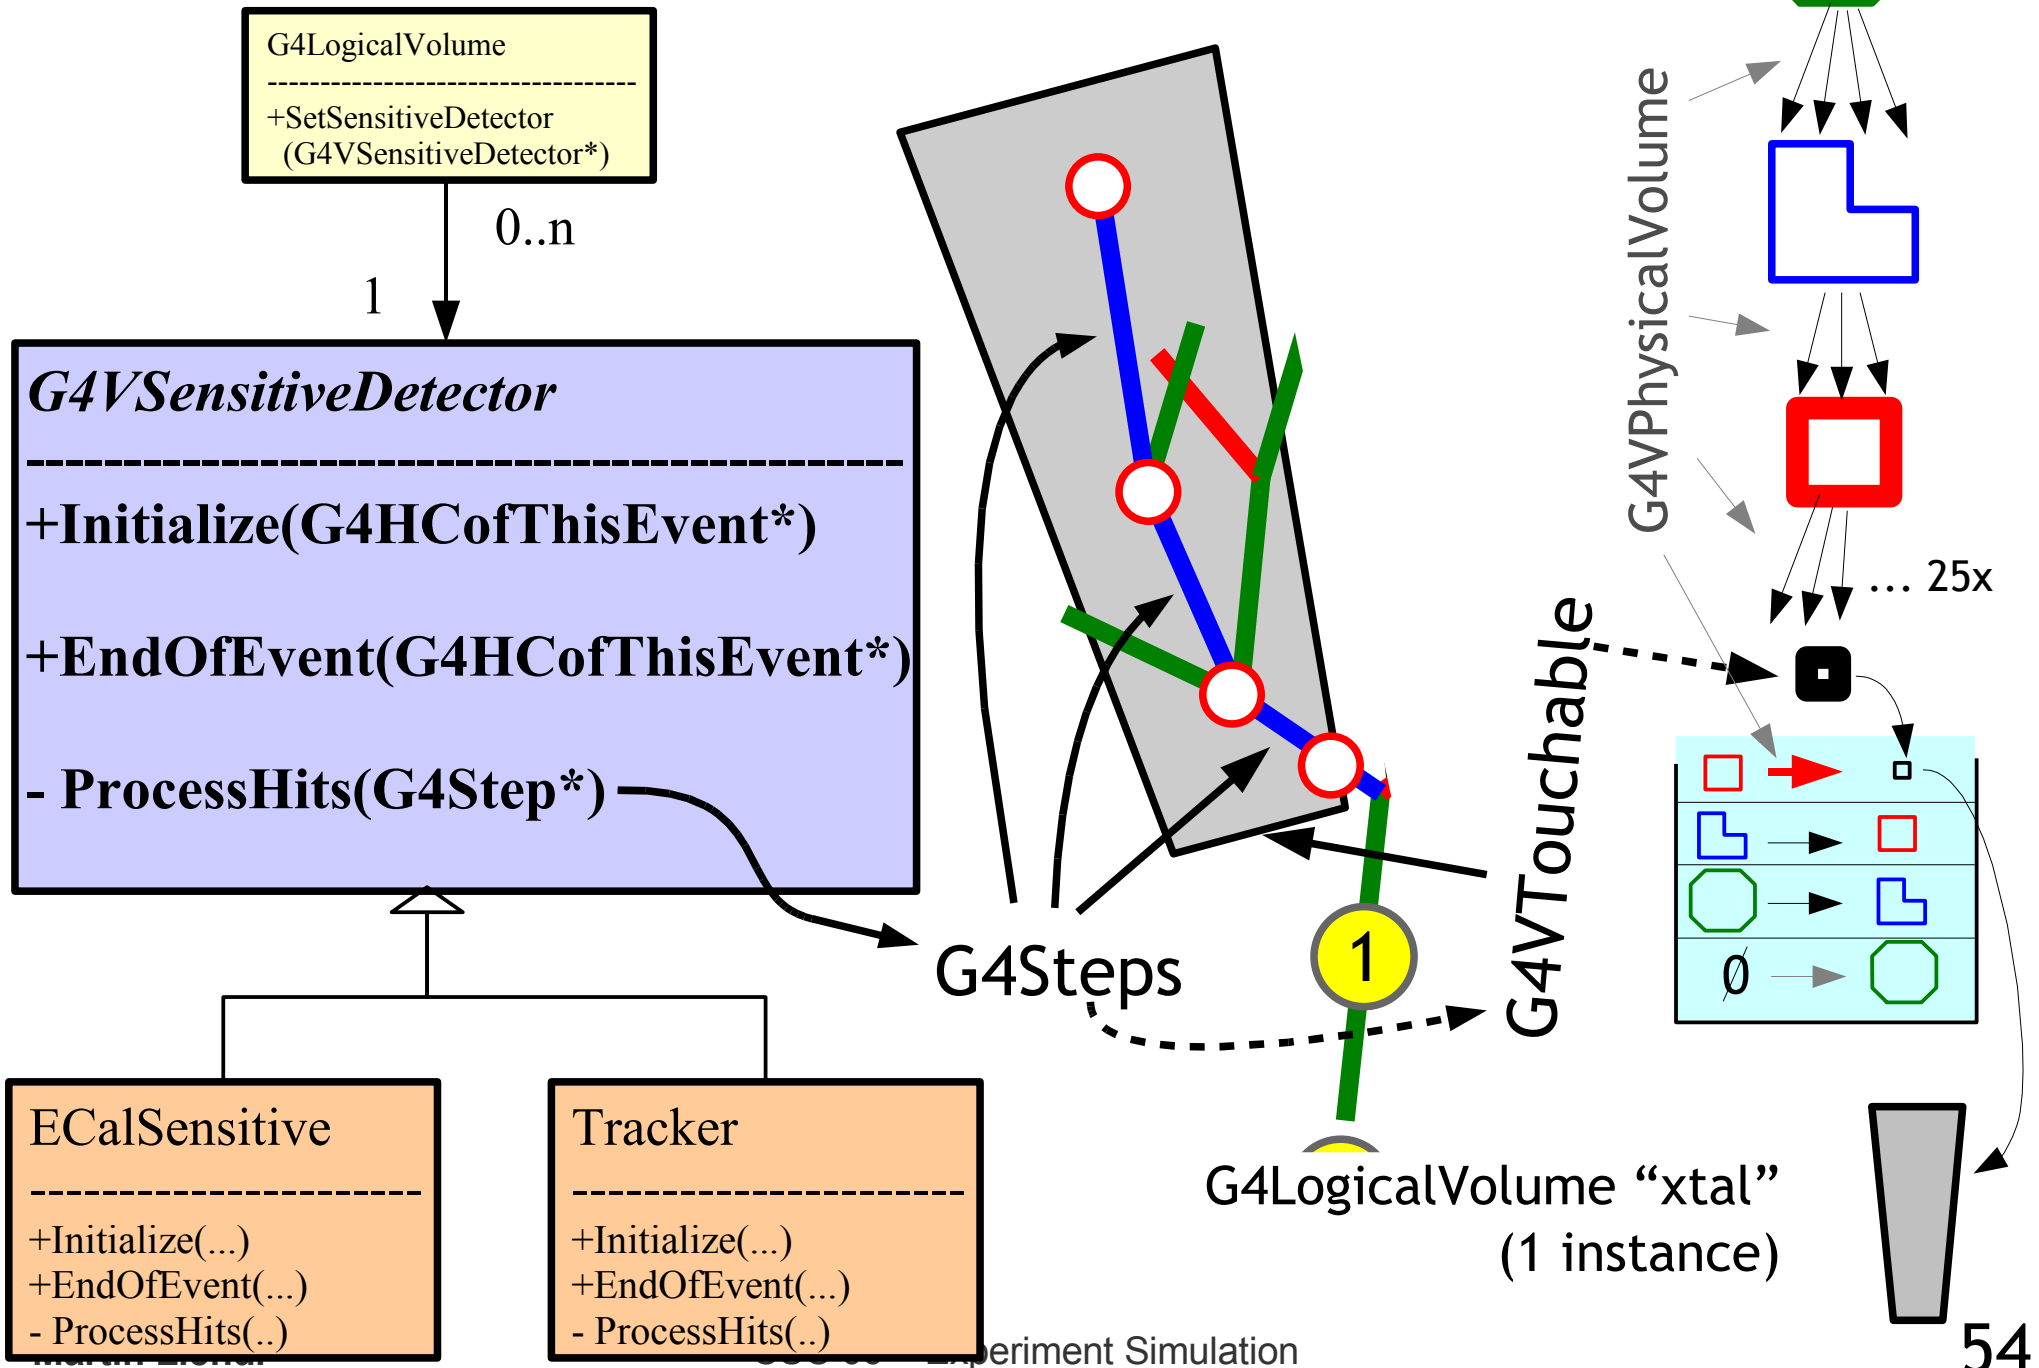 G4LogicalVolume
----------------------------------
+SetSensitiveDetector
(G4VSensitiveDetector*)
0..n
1
G4VSensitiveDetector
----------------------------------------------
+Initialize(G4HCofThisEvent*)
+EndOfEvent(G4HCofThisEvent*)
- ProcessHits(G4Step*)
ECalSensitive
--------------------------
+Initialize(...)
+EndOfEvent(...)
- ProcessHits(..)
Tracker
--------------------------
+Initialize(...)
+EndOfEvent(...)
- ProcessHits(..)
G4Steps
1
G4VTouchable
G4VPhysicalVolume
... 25x
0
G4LogicalVolume “xtal”
(1 instance)
Experiment Simulation
54